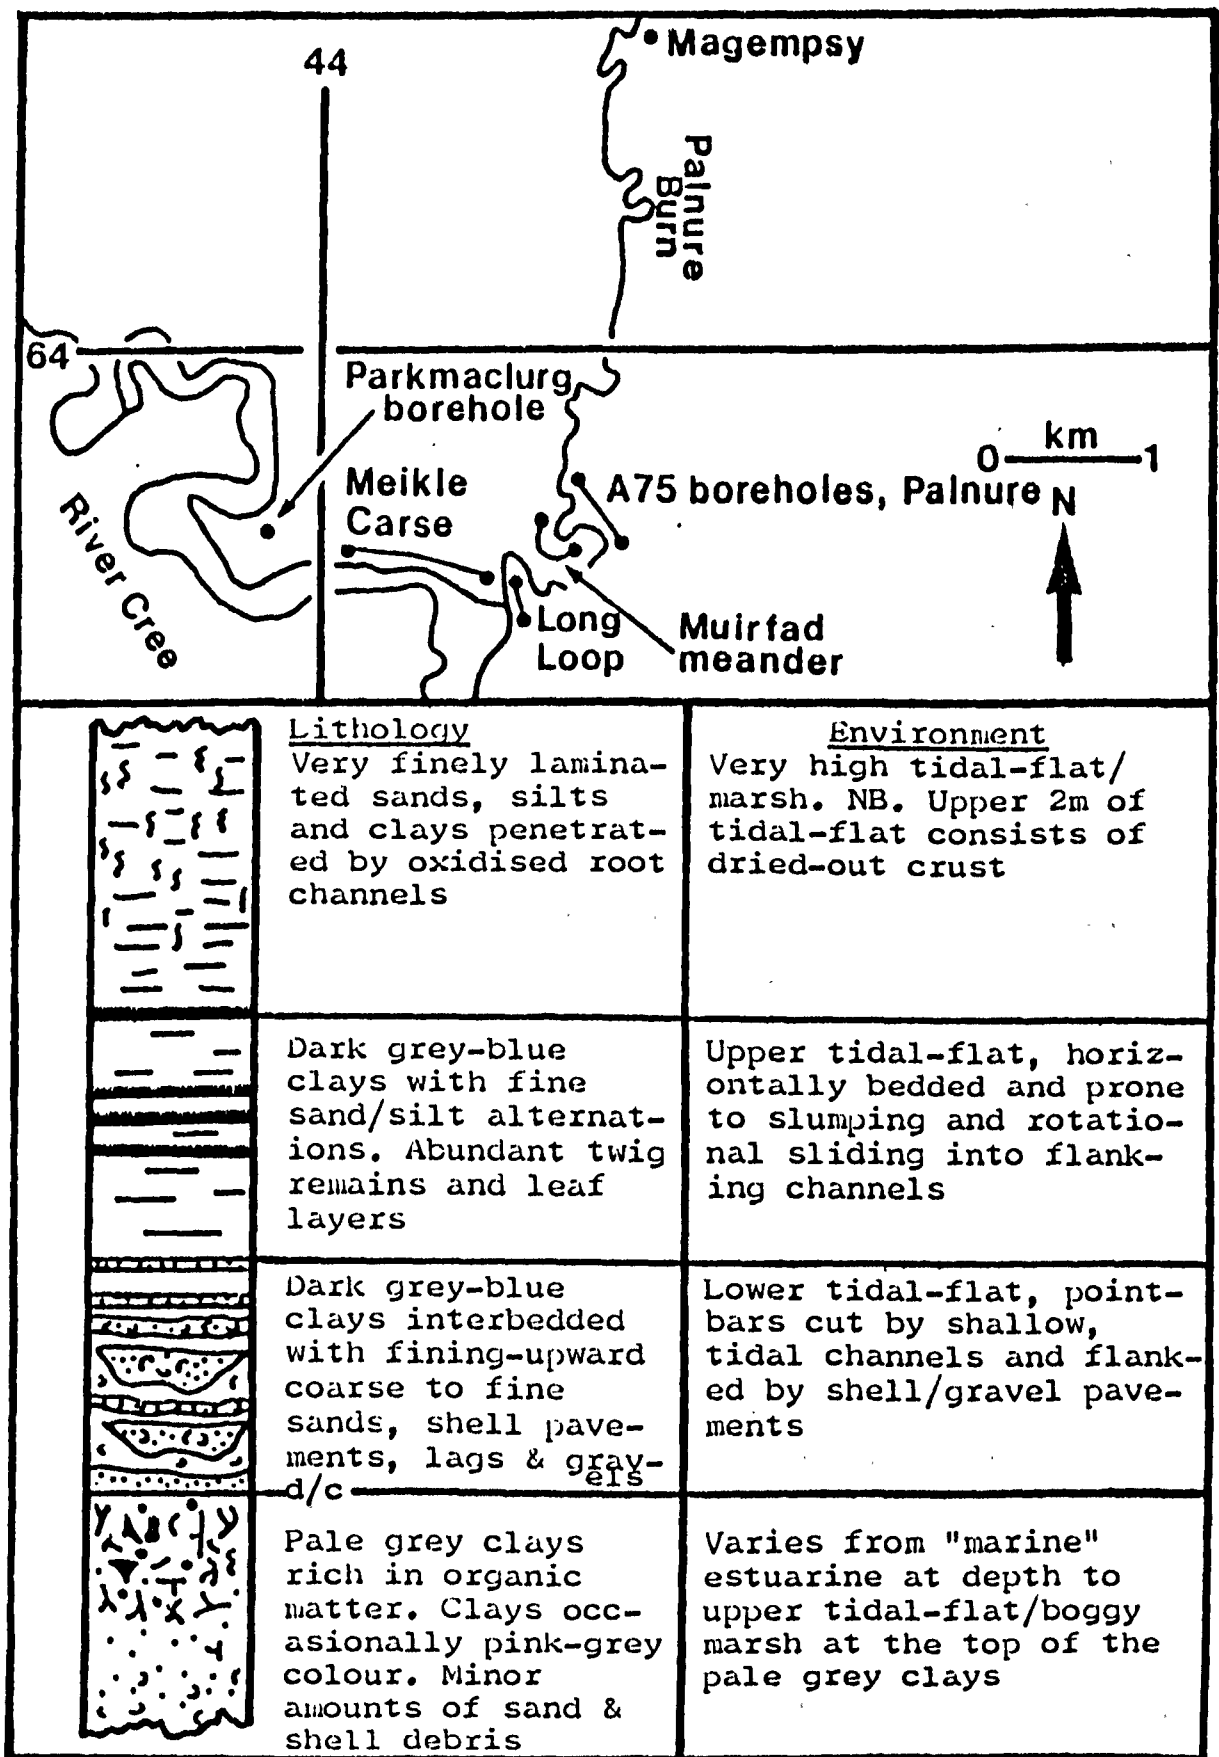 44
Magempsy
Palnure
Burn
64
Parkmaclurg
borehole
km
0 1
Meikle
Carse
A75 boreholes, Palnure
N
River Cree
Long
Loop
Muirfad
meander
Lithology
Very finely lamina-
ted sands, silts
and clays penetrat-
ed by oxidised root
channels
Environment
Very high tidal-flat/
marsh. NB. Upper 2m of
tidal-flat consists of
dried-out crust
Dark grey-blue
clays with fine
sand/silt alternat-
ions. Abundant twig
remains and leaf
layers
Upper tidal-flat, horiz-
ontally bedded and prone
to slumping and rotatio-
nal sliding into flank-
ing channels
Dark grey-blue
clays interbedded
with fining-upward
coarse to fine
sands, shell pave-
ments, lags & grav-
els
d/c
Lower tidal-flat, point-
bars cut by shallow,
tidal channels and flank-
ed by shell/gravel pave-
ments
Pale grey clays
rich in organic
matter. Clays occ-
asionally pink-grey
colour. Minor
amounts of sand &
shell debris
Varies from "marine"
estuarine at depth to
upper tidal-flat/boggy
marsh at the top of the
pale grey clays